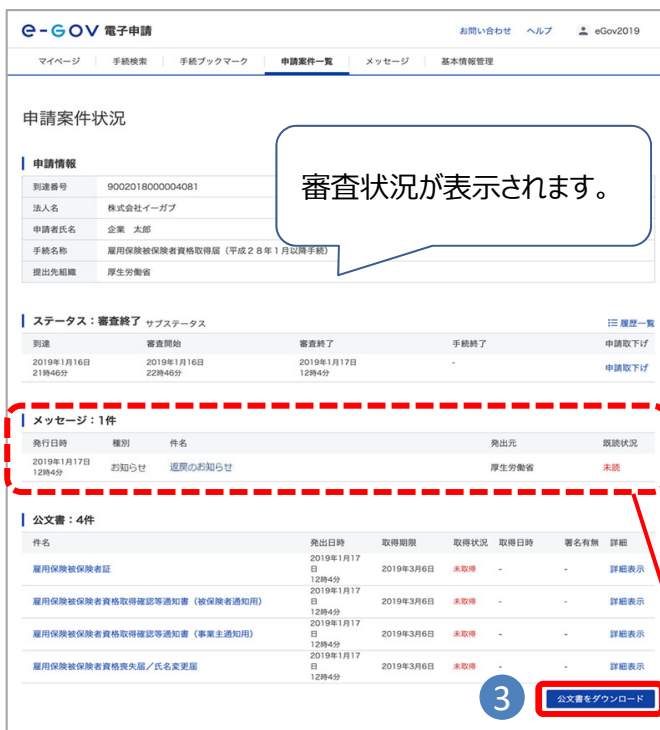 e-GOV 電子申請 お問い合わせ ヘルプ eGov2019
マイページ 手続検索 手続ブックマーク 申請案件一覧 メッセージ 基本情報管理
申請案件状況
審査状況が表示されます。
申請情報
到達番号 9002018000004081
法人名 株式会社イーガブ
申請者氏名 企業 太郎
手続名称 雇用保険被保険者資格取得届（平成２８年１月以降手続）
提出先組織 厚生労働省
ステータス：審査終了 サブステータス 履歴一覧
到達 審査開始 審査終了 手続終了 申請取下げ
2019年1月16日 2019年1月16日 2019年1月17日 - 申請取下げ
21時46分 22時46分 12時4分
メッセージ：1件
発行日時 種別 件名 発出元 既読状況
2019年1月17日 お知らせ 返戻のお知らせ 厚生労働省 未読
12時4分
公文書：4件
件名 発出日時 取得期限 取得状況 取得日時 署名有無 詳細
2019年1月17
雇用保険被保険者証 日 2019年3月6日 未取得 - - 詳細表示
12時4分
2019年1月17
雇用保険被保険者資格取得確認等通知書（被保険者通知用） 日 2019年3月6日 未取得 - - 詳細表示
12時4分
2019年1月17
雇用保険被保険者資格取得確認等通知書（事業主通知用） 日 2019年3月6日 未取得 - - 詳細表示
12時4分
2019年1月17
雇用保険被保険者資格喪失届／氏名変更届 日 2019年3月6日 未取得 - - 詳細表示
12時4分
3 公文書をダウンロード